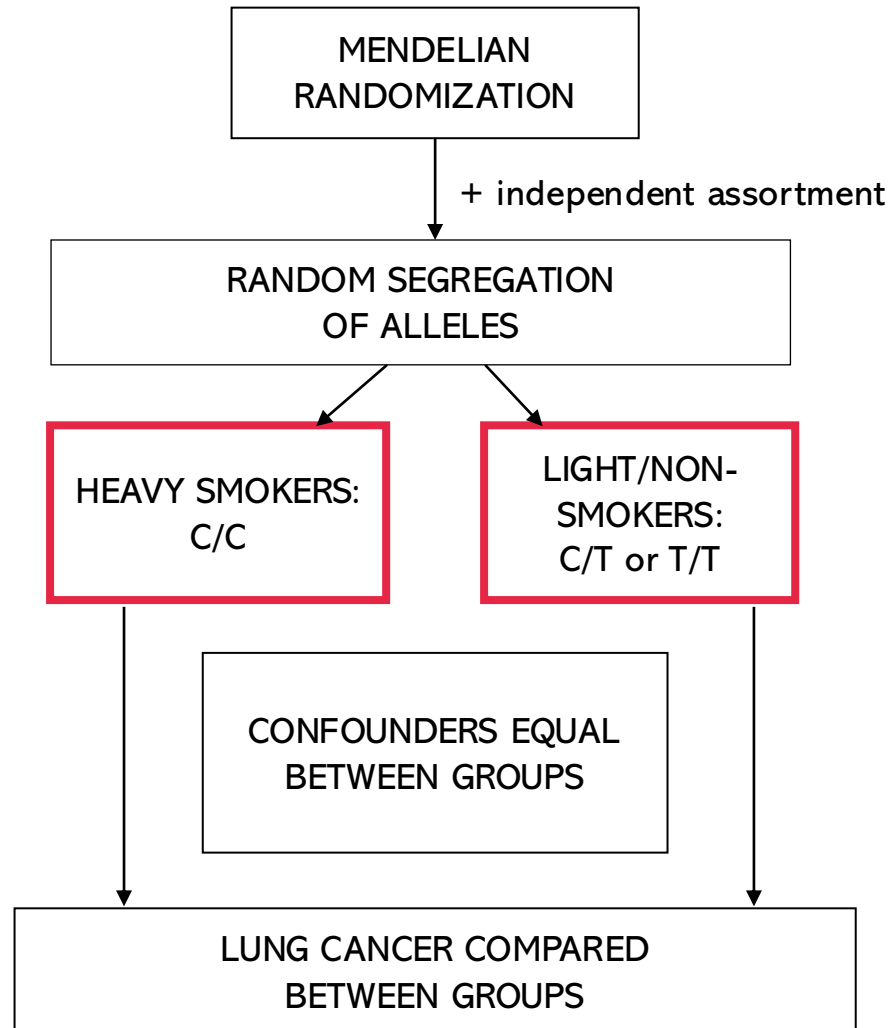 MENDELIAN
RANDOMIZATION
+ independent assortment
RANDOM SEGREGATION
OF ALLELES
HEAVY SMOKERS:
C/C
LIGHT/NON-
SMOKERS:
C/T or T/T
CONFOUNDERS EQUAL
BETWEEN GROUPS
LUNG CANCER COMPARED
BETWEEN GROUPS